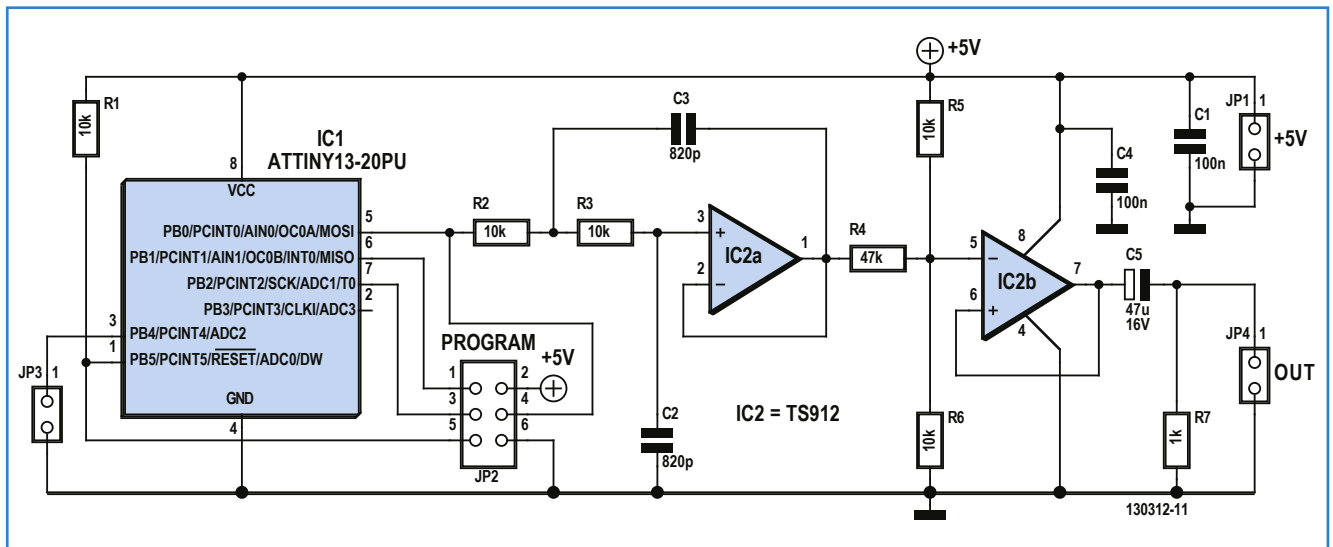 +5V
R1
10k
IC1
ATTINY13-20PU
8
VCC
PB0/PCINT0/AIN0/OC0A/MOSI
5
PB1/PCINT1/AIN1/OC0B/INT0/MISO
6
PB2/PCINT2/SCK/ADC1/T0
7
PB3/PCINT3/CLKI/ADC3
2
3
PB4/PCINT4/ADC2
1
PB5/PCINT5/RESET/ADC0/DW
GND
4
JP3
1
PROGRAM
+5V
1
2
3
4
5
6
JP2
R2
10k
R3
10k
C3
820p
C2
820p
3
+
2
–
IC2a
1
R4
47k
IC2 = TS912
R5
10k
R6
10k
5
–
6
+
IC2b
8
4
7
C4
100n
C1
100n
JP1
1
+5V
C5
47u
16V
R7
1k
JP4
1
OUT
130312-11